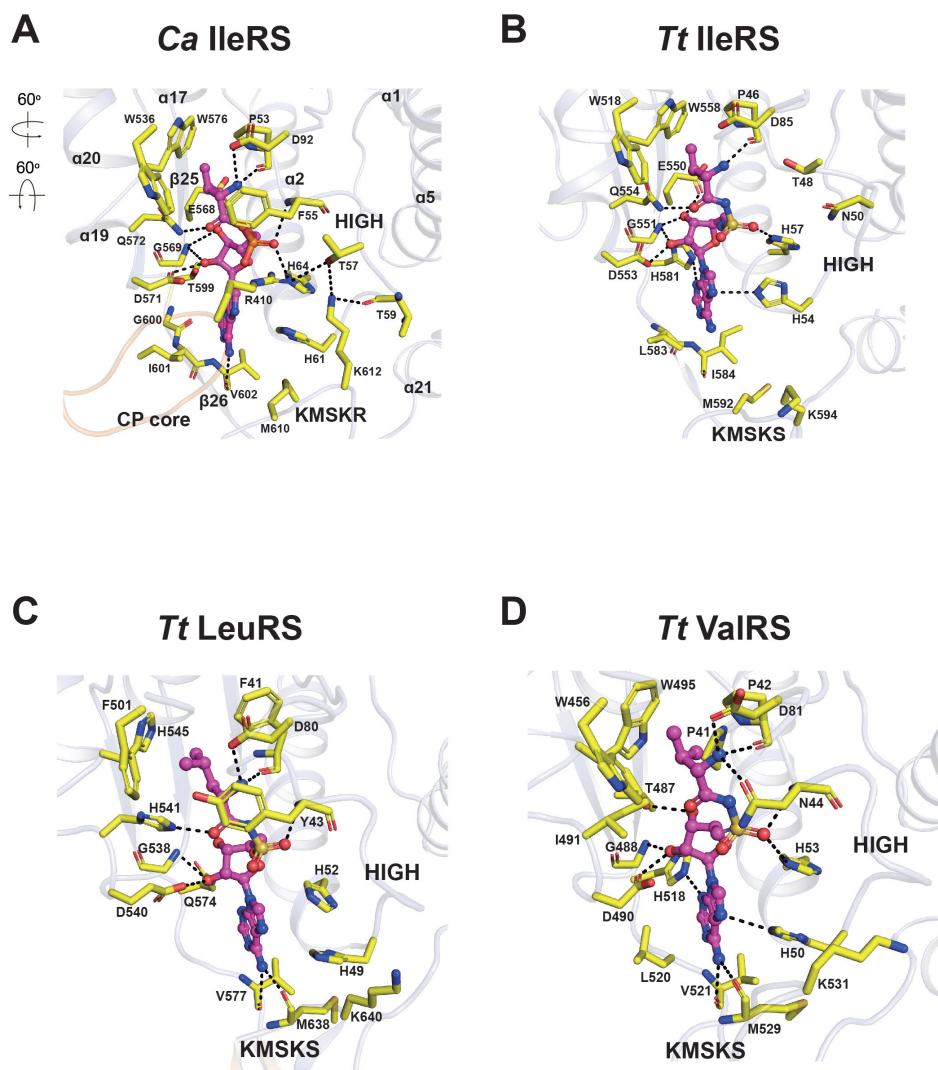 A
Ca IleRS
60º
60º
α17
α1
W536
W576
P53
D92
α20
β25
α2
α5
E568
F55
HIGH
α19
Q572
G569
H64
T57
D571
T599
R410
T59
G600
H61
I601
K612
α21
V602
β26
CP core
KMSKR
M610
B
Tt IleRS
W518
W558
P46
D85
E550
T48
Q554
N50
G551
H57
HIGH
D553
H581
H54
L583
I584
M592
K594
KMSKS
C
Tt LeuRS
F41
F501
D80
H545
H541
Y43
G538
H52
HIGH
D540
Q574
H49
V577
K640
M638
KMSKS
D
Tt ValRS
W456
W495
P42
D81
P41
T487
N44
I491
HIGH
G488
H53
D490
H518
H50
L520
K531
V521
M529
KMSKS